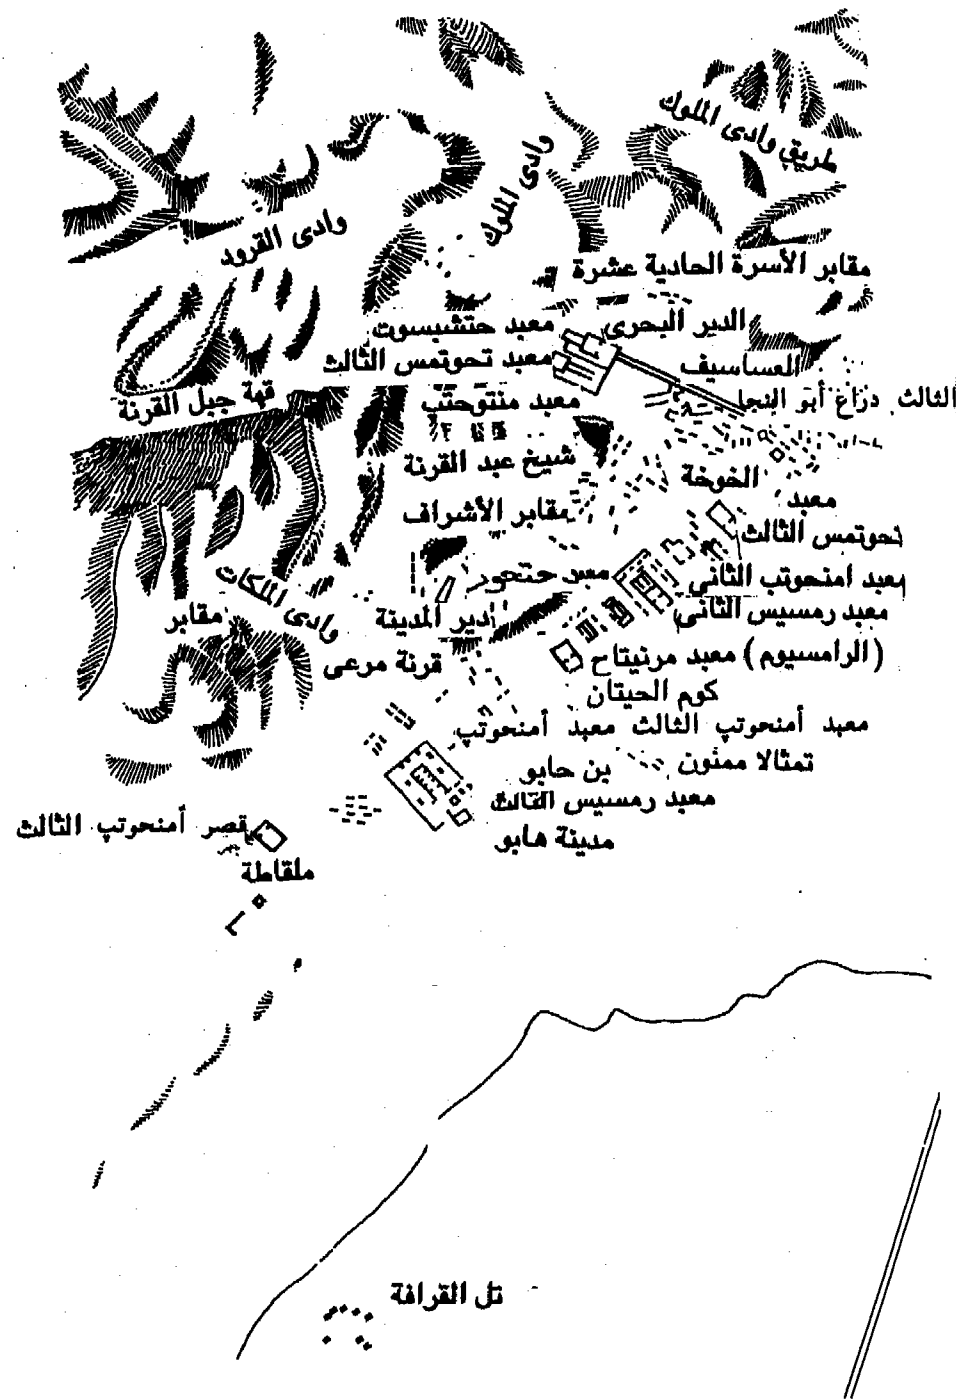 طريق وادى الملوك
وادى الملوك
وادى القرود
مقابر الأسرة الحادية عشرة
الدير البحرى
معبد حتشبسوت
معبد تحوتمس الثالث
العساسيف
الثالث دراغ أبو النجا
معبد منتوحتب
قمة جبل القرنة
شيخ عبد القرنة
الخوخة
معبد
تحوتمس الثالث
مقابر الأشراف
معبد امنحوتب الثانى
معبد حتحور
وادى الملكات
مقابر
دير المدينة
معبد رمسيس الثانى
(الرامسيوم) معبد مرنيتاح
قرنة مرعى
كوم الحيتان
معبد أمنحوتب الثالث معبد أمنحوتب
تمثالا ممنون بن حابو
معبد رمسيس الثالث
مدينة هابو
قصر أمنحوتب الثالث
ملقاطة
تل القرافة